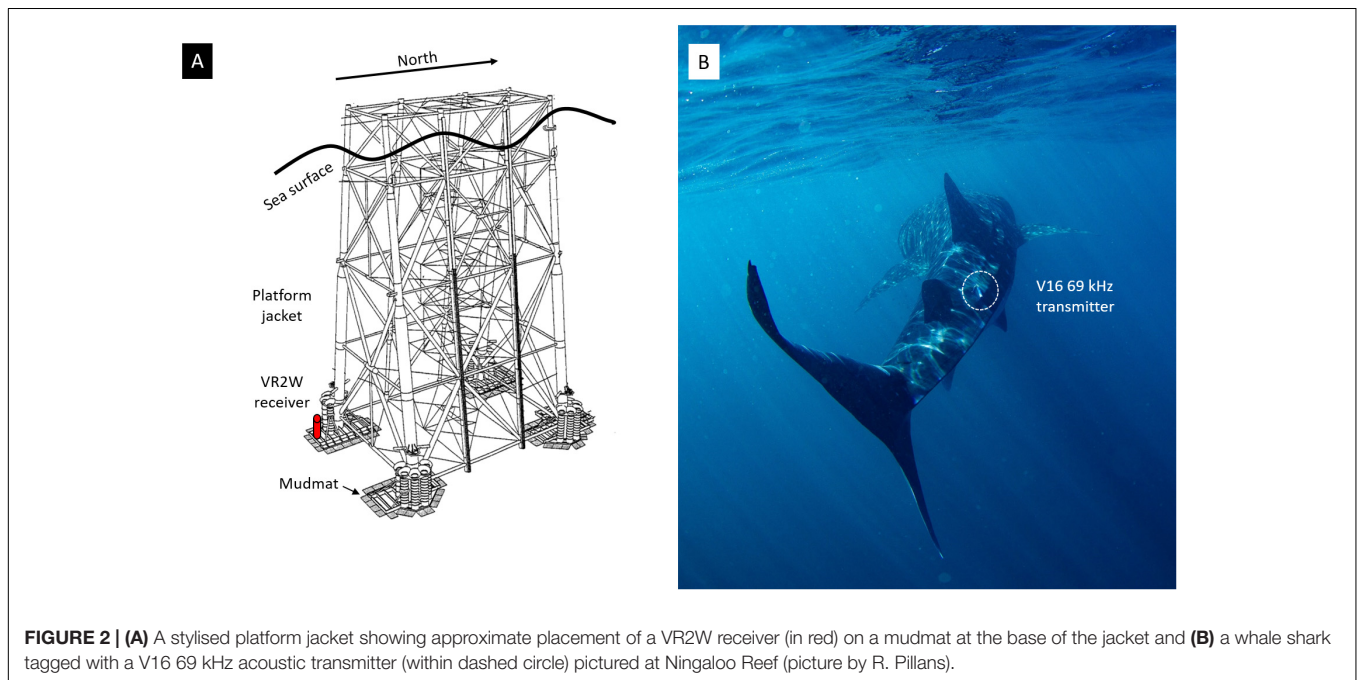 A
North
Sea surface
Platform
jacket
VR2W
receiver
Mudmat
B
V16 69 kHz
transmitter
FIGURE 2 | (A) A stylised platform jacket showing approximate placement of a VR2W receiver (in red) on a mudmat at the base of the jacket and (B) a whale shark
tagged with a V16 69 kHz acoustic transmitter (within dashed circle) pictured at Ningaloo Reef (picture by R. Pillans).